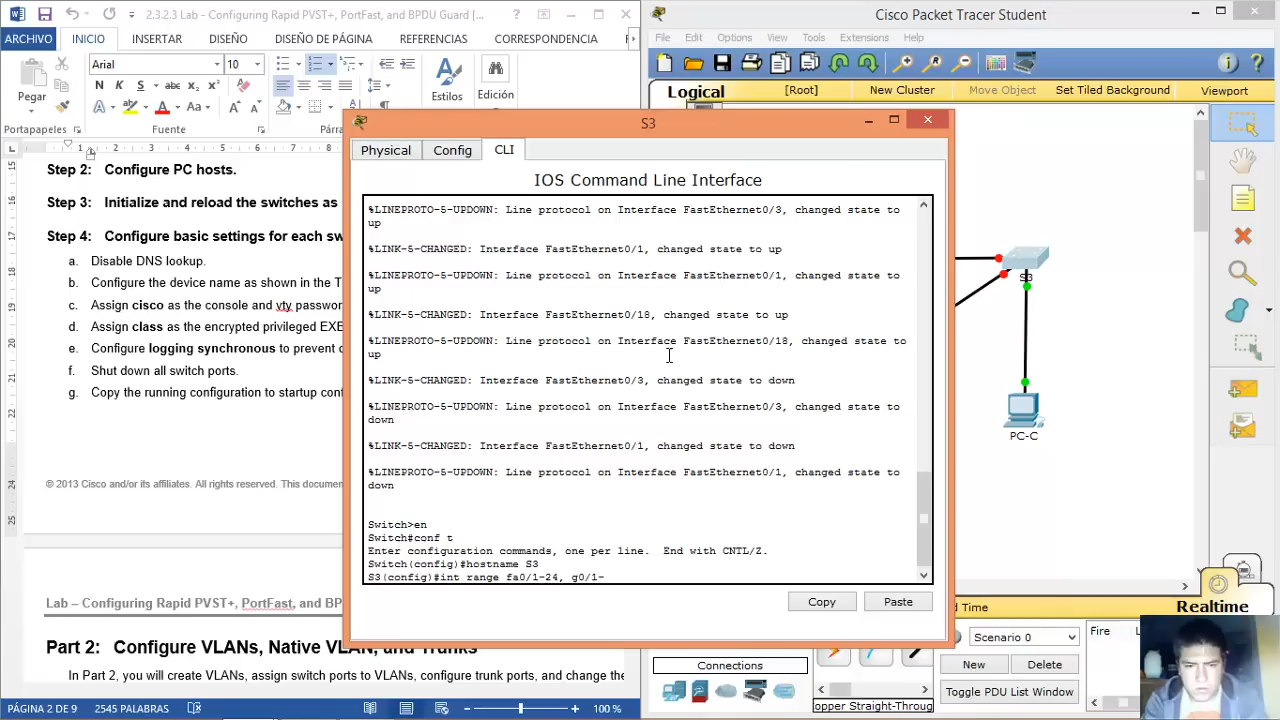 2.3.2.3 Lab - Configuring Rapid PVST+, PortFast, and BPDU Guard [...
ARCHIVO INICIO INSERTAR DISEÑO DISEÑO DE PÁGINA REFERENCIAS CORRESPONDENCIA
Pegar
Arial 10
N K S abc x₂ x²
Estilos
Edición
Portapapeles Fuente Párra
Step 2: Configure PC hosts.
Step 3: Initialize and reload the switches as
Step 4: Configure basic settings for each sw
a. Disable DNS lookup.
b. Configure the device name as shown in the T
c. Assign cisco as the console and vty passwor
d. Assign class as the encrypted privileged EXE
e. Configure logging synchronous to prevent c
f. Shut down all switch ports.
g. Copy the running configuration to startup conf
© 2013 Cisco and/or its affiliates. All rights reserved. This documen
Lab – Configuring Rapid PVST+, PortFast, and BP
Part 2: Configure VLANs, Native VLAN, and Trunks
In Part 2, you will create VLANs, assign switch ports to VLANs, configure trunk ports, and change the
PÁGINA 2 DE 9 2545 PALABRAS 100 %
Cisco Packet Tracer Student
File Edit Options View Tools Extensions Help
Logical [Root] New Cluster Move Object Set Tiled Background Viewport
S3
Physical Config CLI
IOS Command Line Interface
%LINEPROTO-5-UPDOWN: Line protocol on Interface FastEthernet0/3, changed state to
up
%LINK-5-CHANGED: Interface FastEthernet0/1, changed state to up
%LINEPROTO-5-UPDOWN: Line protocol on Interface FastEthernet0/1, changed state to
up
%LINK-5-CHANGED: Interface FastEthernet0/18, changed state to up
%LINEPROTO-5-UPDOWN: Line protocol on Interface FastEthernet0/18, changed state to
up
%LINK-5-CHANGED: Interface FastEthernet0/3, changed state to down
%LINEPROTO-5-UPDOWN: Line protocol on Interface FastEthernet0/3, changed state to
down
%LINK-5-CHANGED: Interface FastEthernet0/1, changed state to down
%LINEPROTO-5-UPDOWN: Line protocol on Interface FastEthernet0/1, changed state to
down
Switch>en
Switch#conf t
Enter configuration commands, one per line. End with CNTL/Z.
Switch(config)#hostname S3
S3(config)#int range fa0/1-24, g0/1-
Copy Paste
S3
PC-C
d Time Realtime
Connections
Scenario 0
Fire
New Delete
Toggle PDU List Window
opper Straight-Throug